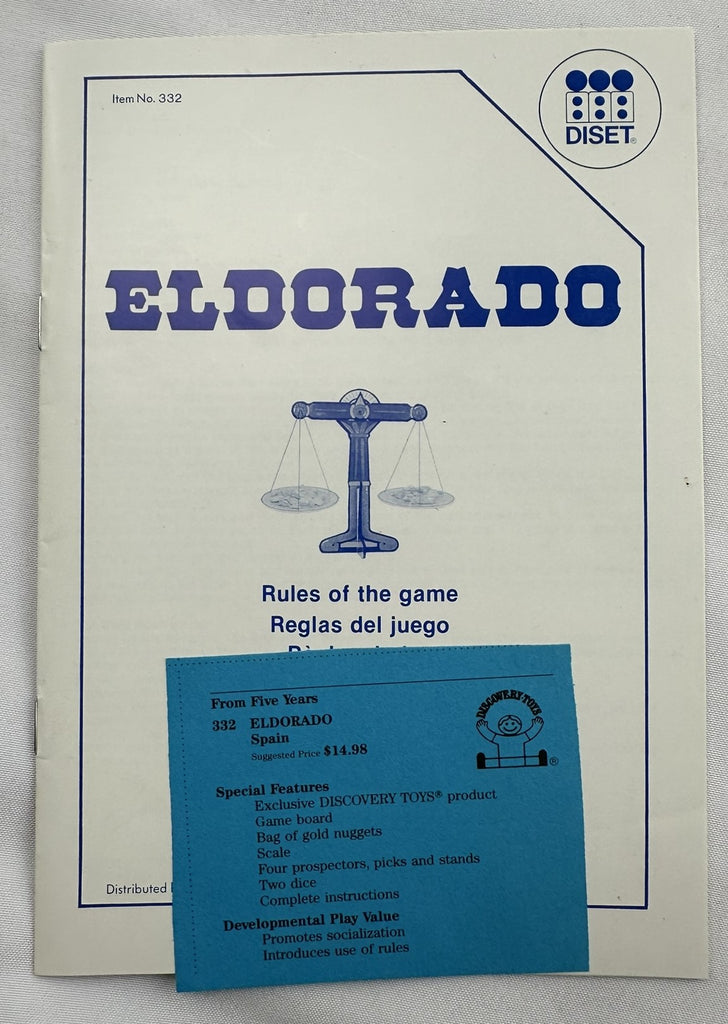 Item No. 332
DISET®
ELDORADO
Rules of the game
Reglas del juego
Distributed
From Five Years
332 ELDORADO
Spain
Suggested Price $14.98
DISCOVERY TOYS
®
Special Features
Exclusive DISCOVERY TOYS® product
Game board
Bag of gold nuggets
Scale
Four prospectors, picks and stands
Two dice
Complete instructions
Developmental Play Value
Promotes socialization
Introduces use of rules